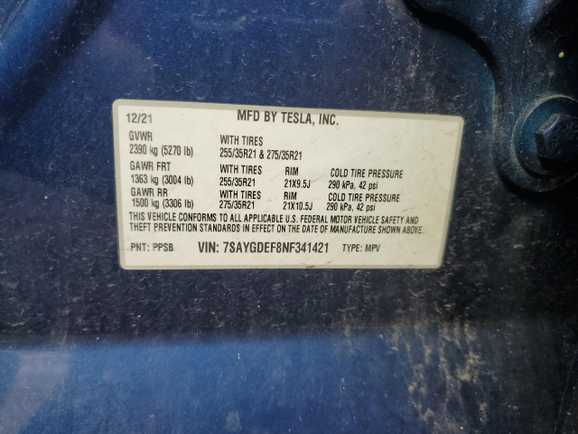 12/21 MFD BY TESLA, INC.
GVWR WITH TIRES
2390 kg (5270 lb) 255/35R21 & 275/35R21
GAWR FRT WITH TIRES RIM COLD TIRE PRESSURE
1363 kg (3004 lb) 255/35R21 21X9.5J 290 kPa, 42 psi
GAWR RR WITH TIRES RIM COLD TIRE PRESSURE
1500 kg (3306 lb) 275/35R21 21X10.5J 290 kPa, 42 psi
THIS VEHICLE CONFORMS TO ALL APPLICABLE U.S. FEDERAL MOTOR VEHICLE SAFETY AND
THEFT PREVENTION STANDARDS IN EFFECT ON THE DATE OF MANUFACTURE SHOWN ABOVE.
PNT: PPSB VIN: 7SAYGDEF8NF341421 TYPE: MPV